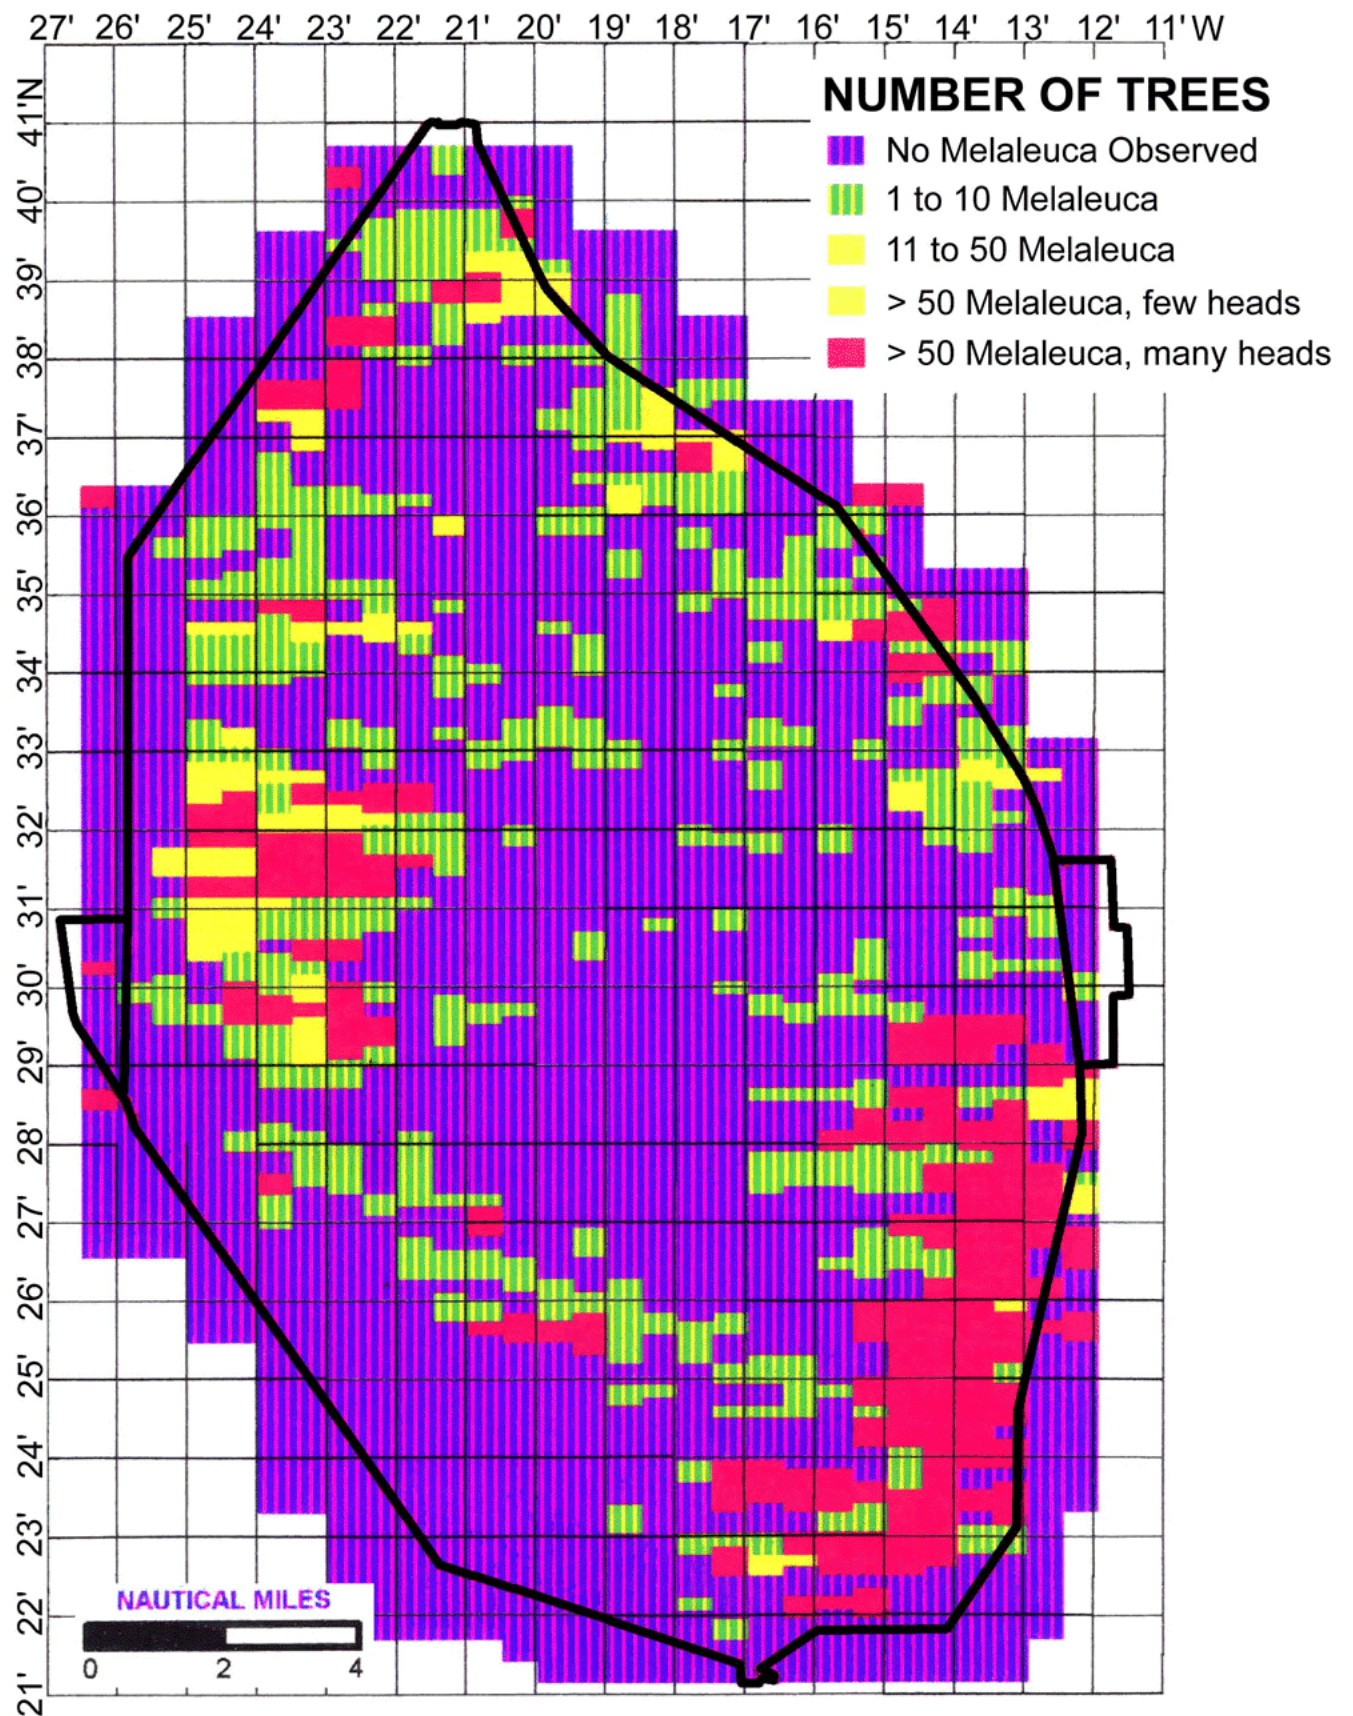 27' 26' 25' 24' 23' 22' 21' 20' 19' 18' 17' 16' 15' 14' 13' 12' 11'W
41'N
40'
39'
38'
37'
36'
35'
34'
33'
32'
31'
30'
29'
28'
27'
26'
25'
24'
23'
22'
21'
NUMBER OF TREES
No Melaleuca Observed
1 to 10 Melaleuca
11 to 50 Melaleuca
> 50 Melaleuca, few heads
> 50 Melaleuca, many heads
NAUTICAL MILES
0 2 4